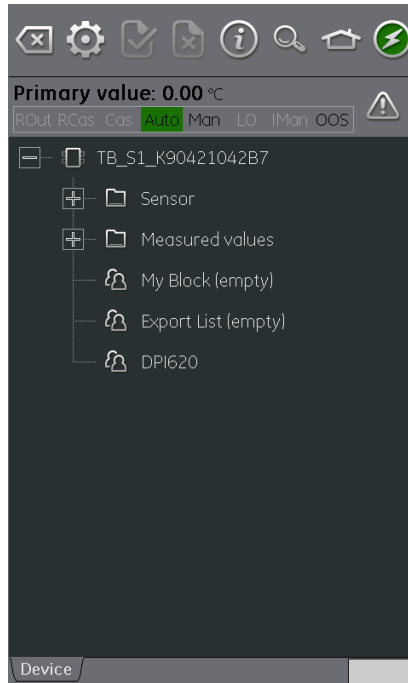 Primary value: 0.00 °C
ROut RCas Cas Auto Man LO IMan OOS
TB_S1_K90421042B7
Sensor
Measured values
My Block (empty)
Export List (empty)
DPI620
Device